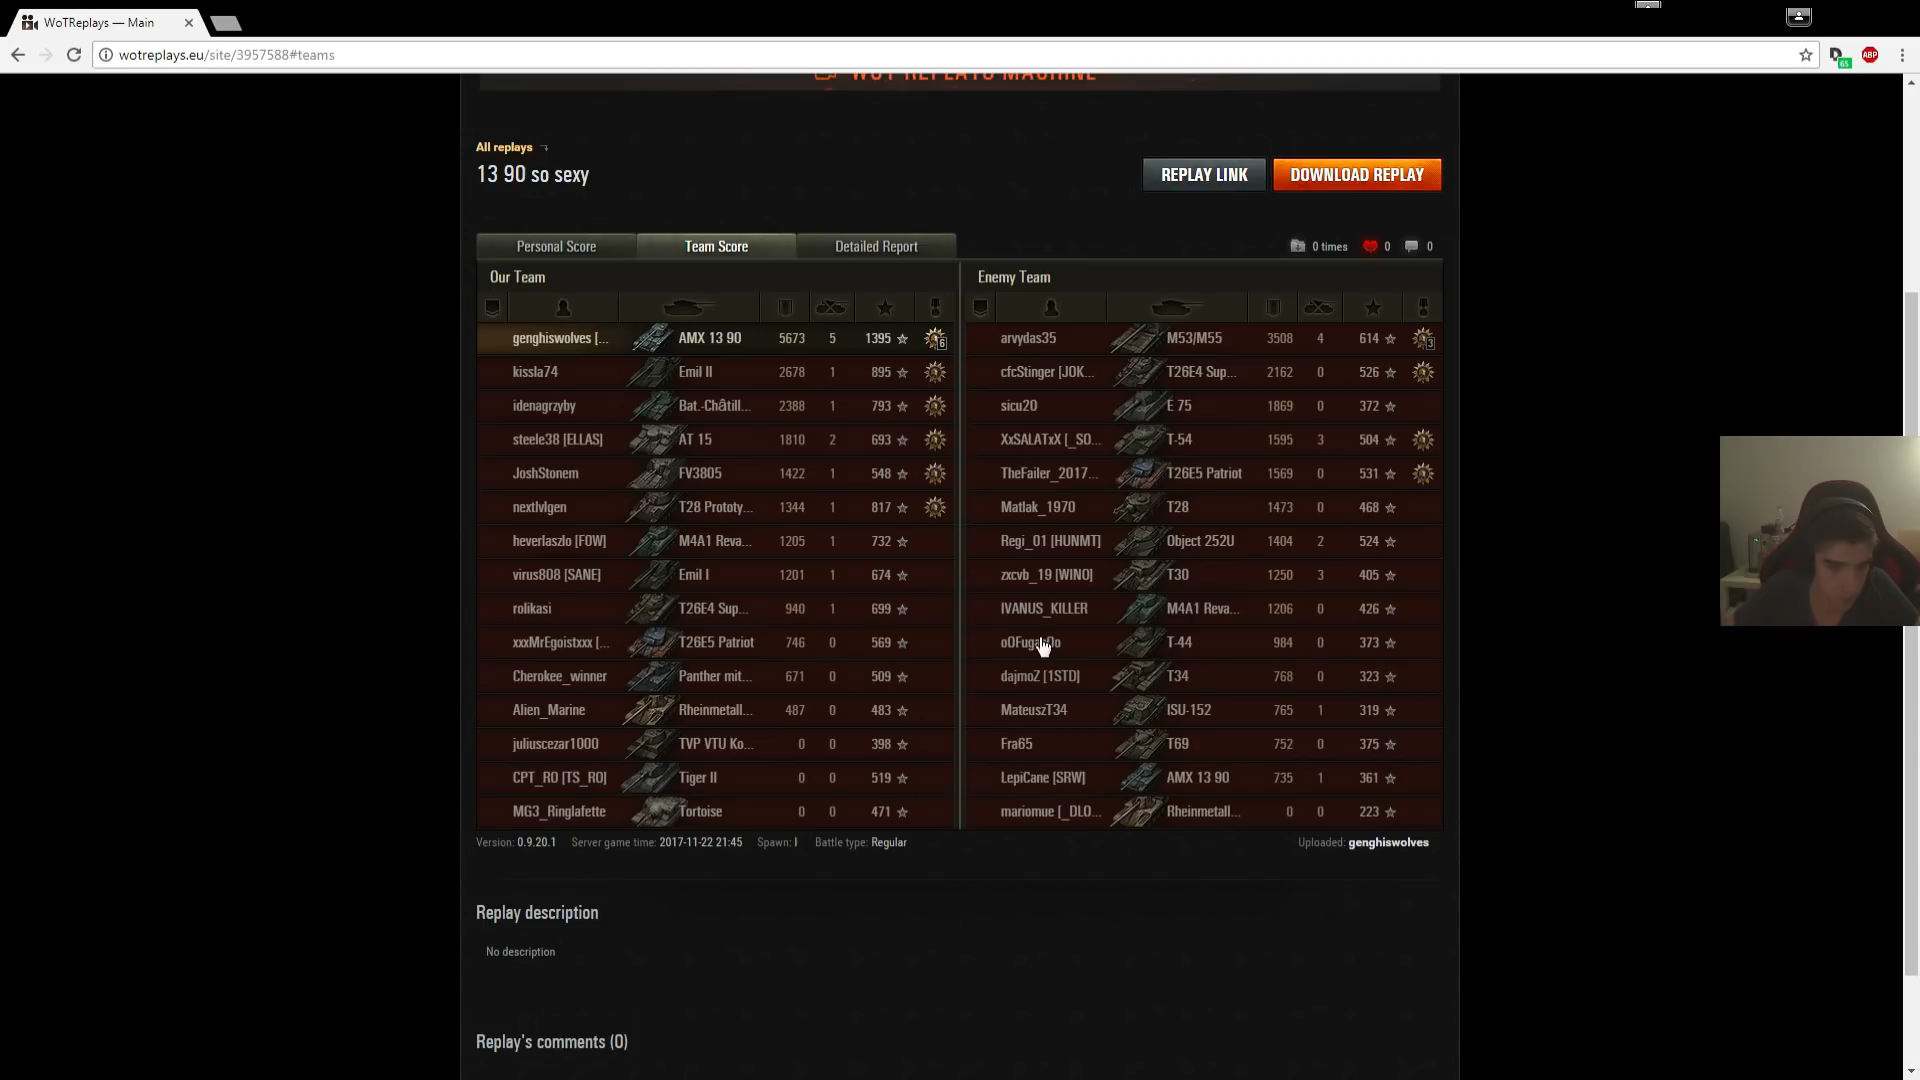 WoTReplays — Main
wotreplays.eu/site/3957588#teams
65
ABP
WOT REPLAYS MACHINE
All replays
13 90 so sexy
REPLAY LINK
DOWNLOAD REPLAY
Personal Score Team Score Detailed Report 0 times 0 0
Our Team
genghiswolves [... AMX 13 90 5673 5 1395 6
kissla74 Emil II 2678 1 895
idenagrzyby Bat.-Châtill... 2388 1 793
steele38 [ELLAS] AT 15 1810 2 693
JoshStonem FV3805 1422 1 548
nextlvlgen T28 Prototy... 1344 1 817
heverlaszlo [FOW] M4A1 Reva... 1205 1 732
virus808 [SANE] Emil I 1201 1 674
rolikasi T26E4 Sup... 940 1 699
xxxMrEgoistxxx [... T26E5 Patriot 746 0 569
Cherokee_winner Panther mit... 671 0 509
Alien_Marine Rheinmetall... 487 0 483
juliuscezar1000 TVP VTU Ko... 0 0 398
CPT_RO [TS_RO] Tiger II 0 0 519
MG3_Ringlafette Tortoise 0 0 471
Enemy Team
arvydas35 M53/M55 3508 4 614 3
cfcStinger [JOK... T26E4 Sup... 2162 0 526
sicu20 E 75 1869 0 372
XxSALATxX [_SO... T-54 1595 3 504
TheFailer_2017... T26E5 Patriot 1569 0 531
Matlak_1970 T28 1473 0 468
Regi_01 [HUNMT] Object 252U 1404 2 524
zxcvb_19 [WINO] T30 1250 3 405
IVANUS_KILLER M4A1 Reva... 1206 0 426
T-44 984 0 373
dajmoZ [1STD] T34 768 0 323
MateuszT34 ISU-152 765 1 319
Fra65 T69 752 0 375
LepiCane [SRW] AMX 13 90 735 1 361
mariomue [_DLO... Rheinmetall... 0 0 223
Version: 0.9.20.1 Server game time: 2017-11-22 21:45 Spawn: I Battle type: Regular Uploaded: genghiswolves
Replay description
No description
Replay's comments (0)